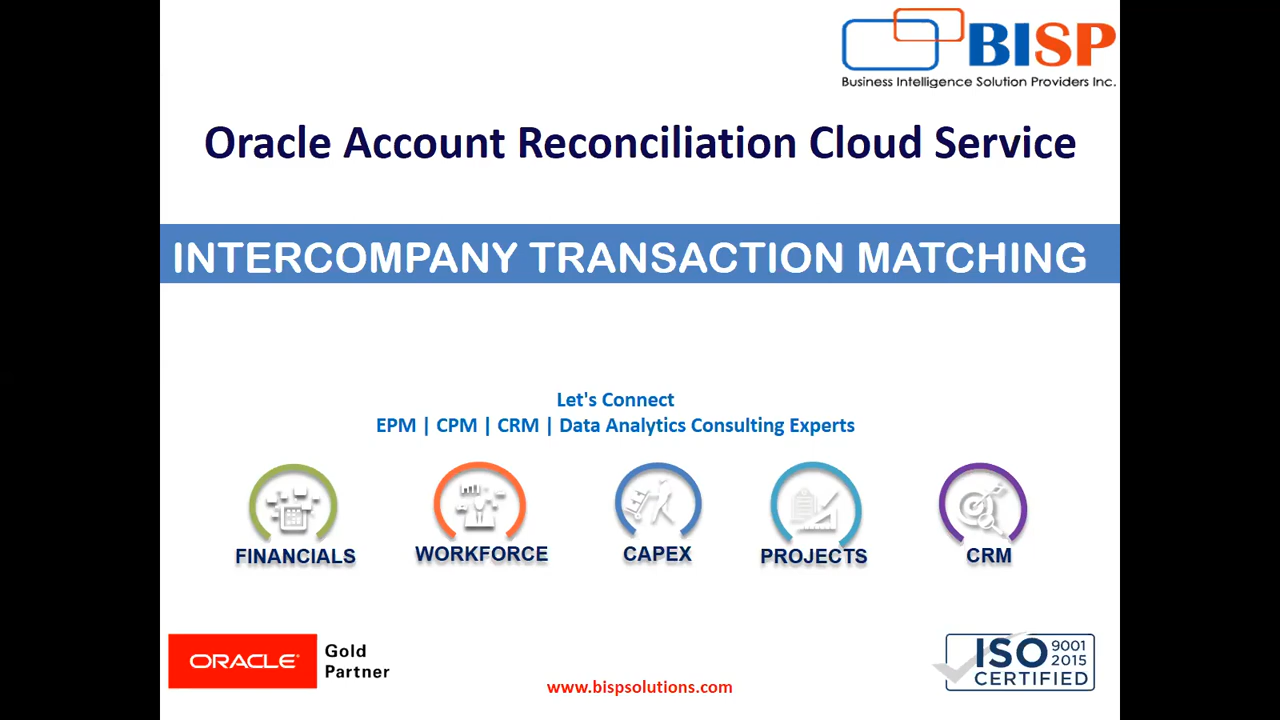 BISP
Business Intelligence Solution Providers Inc.
Oracle Account Reconciliation Cloud Service
INTERCOMPANY TRANSACTION MATCHING
Let's Connect
EPM | CPM | CRM | Data Analytics Consulting Experts
FINANCIALS
WORKFORCE
CAPEX
PROJECTS
CRM
ORACLE®
Gold
Partner
www.bispsolutions.com
ISO 9001
2015
CERTIFIED